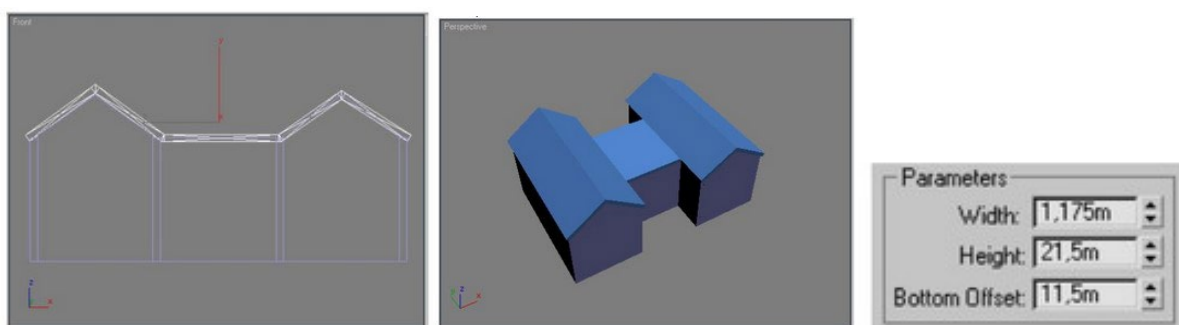 Front
y
x
z
x
Perspective
z
y
x
Parameters
Width: 1,175m
Height: 21,5m
Bottom Offset: 11,5m